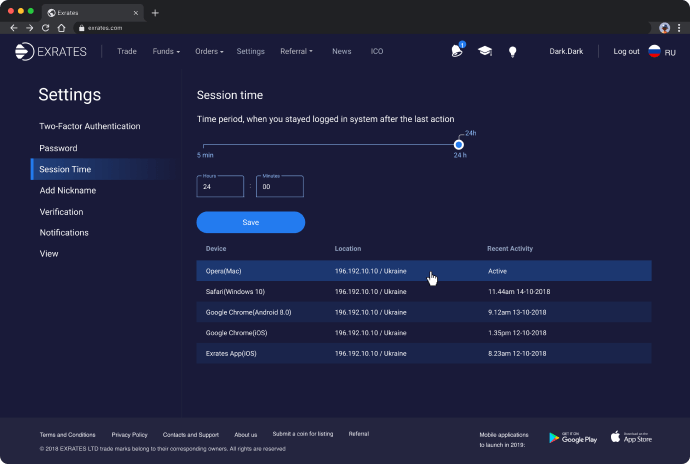 Exrates
exrates.com
EXRATES
Trade Funds Orders Settings Referral News ICO 1 Dark.Dark Log out RU
Settings
Two-Factor Authentication
Password
Session Time
Add Nickname
Verification
Notifications
View
Session time
Time period, when you stayed logged in system after the last action
24h
5 min 24 h
Hours Minutes
24 : 00
Save
Device Location Recent Activity
Opera(Mac) 196.192.10.10 / Ukraine Active
Safari(Windows 10) 196.192.10.10 / Ukraine 11.44am 14-10-2018
Google Chrome(Android 8.0) 196.192.10.10 / Ukraine 9.12am 13-10-2018
Google Chrome(iOS) 196.192.10.10 / Ukraine 1.35pm 12-10-2018
Exrates App(iOS) 196.192.10.10 / Ukraine 8.23am 12-10-2018
Terms and Conditions Privacy Policy Contacts and Support About us Submit a coin for listing Referral
© 2018 EXRATES LTD trade marks belong to their corresponding owners. All rights are reserved
Mobile applications
to launch in 2019:
GET IT ON
Google Play
Download on the
App Store